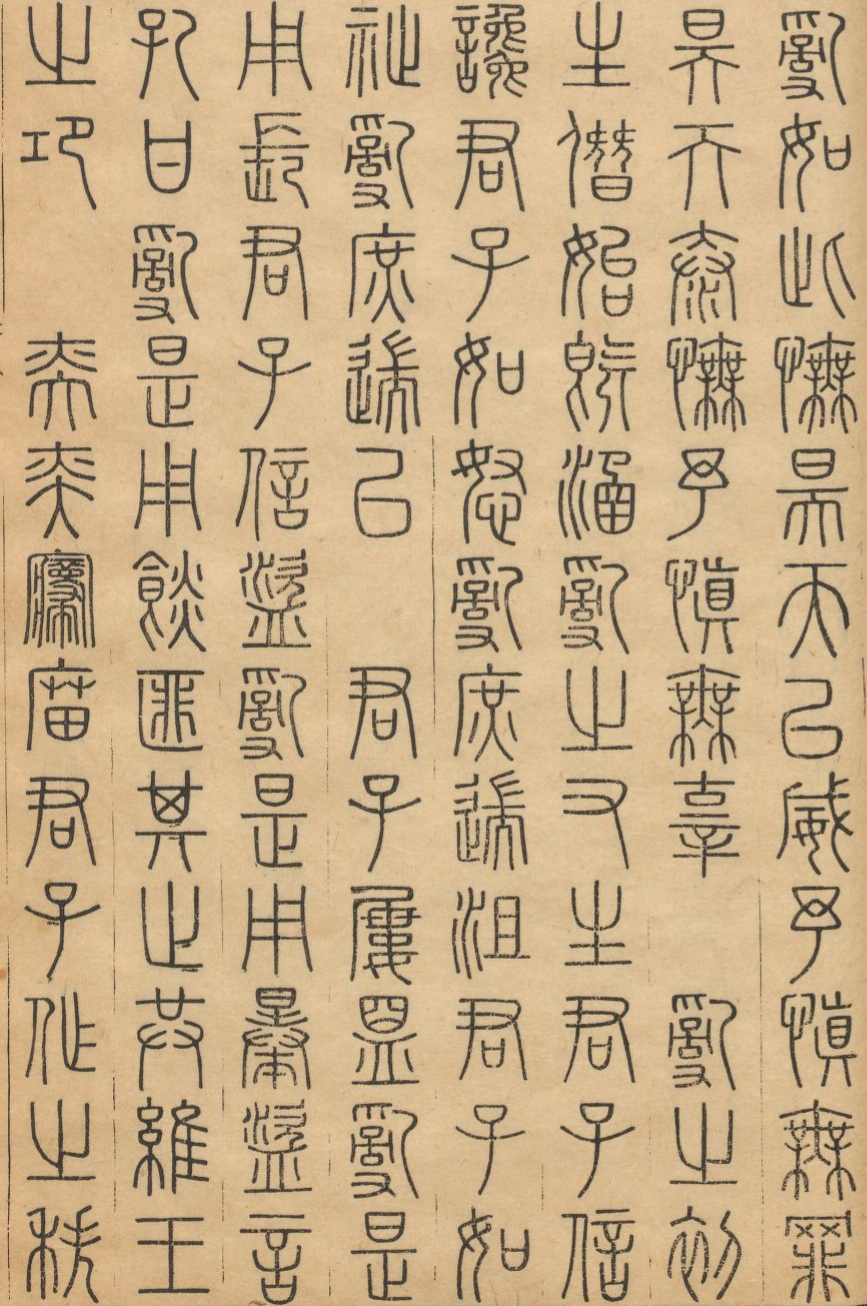 亂如此憮昊天已威予慎無罪
昊天泰憮予慎無辜　亂之初
生僭始既涵亂之又生君子信
讒君子如怒亂庶遄沮君子如
祉亂庶遄已　君子屢盟亂是
用長君子信盜亂是用暴盜言
孔甘亂是用餤匪其止共維王
之邛　奕奕寢廟君子作之秩